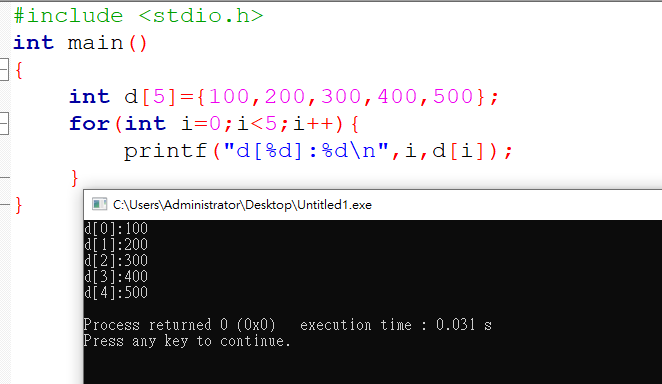 #include <stdio.h>
int main()
{
    int d[5]={100,200,300,400,500};
    for(int i=0;i<5;i++){
        printf("d[%d]:%d\n",i,d[i]);
    }
}
C:\Users\Administrator\Desktop\Untitled1.exe
d[0]:100
d[1]:200
d[2]:300
d[3]:400
d[4]:500
Process returned 0 (0x0)   execution time : 0.031 s
Press any key to continue.